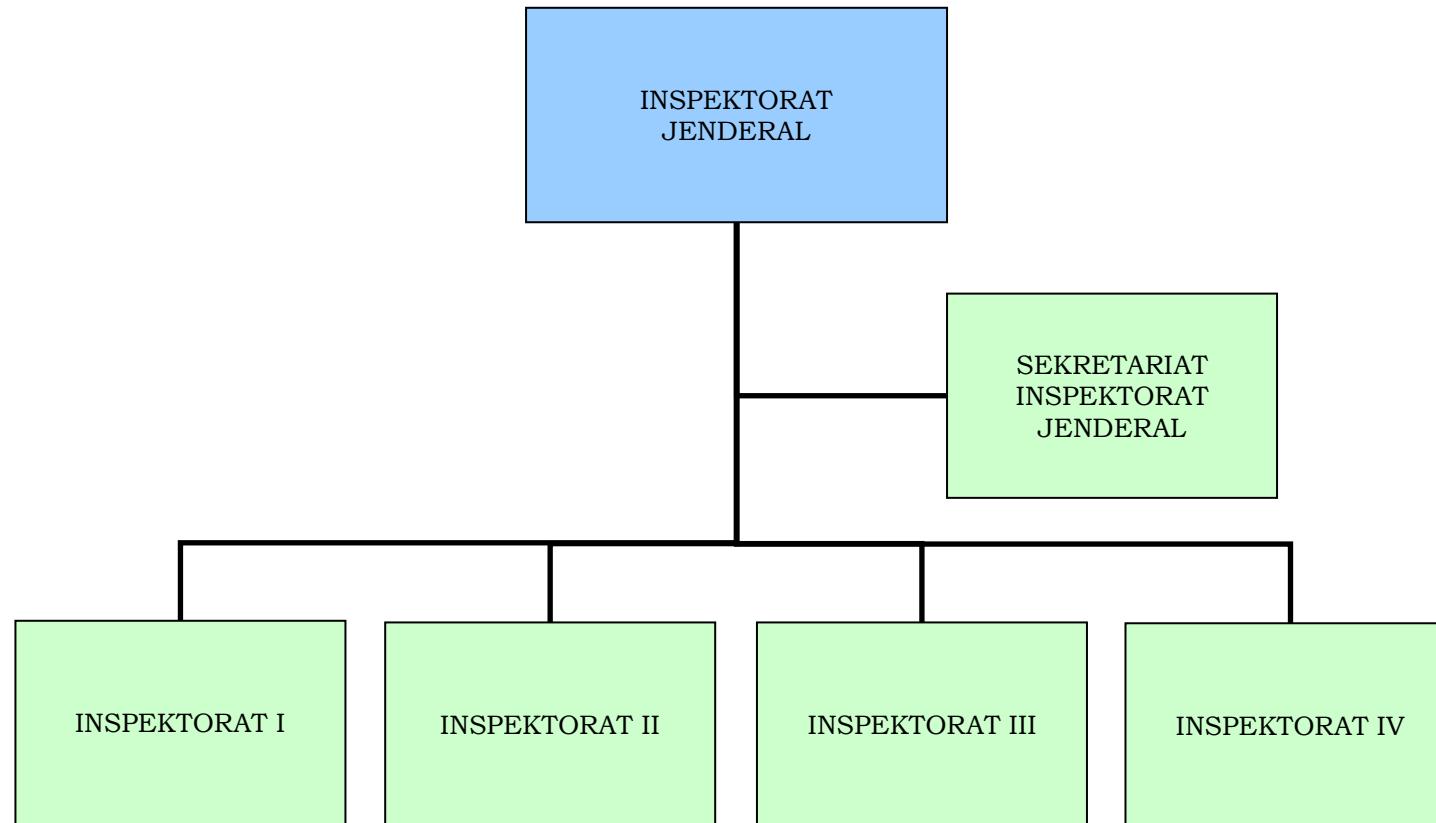 INSPEKTORAT
JENDERAL
SEKRETARIAT
INSPEKTORAT
JENDERAL
INSPEKTORAT I
INSPEKTORAT II
INSPEKTORAT III
INSPEKTORAT IV